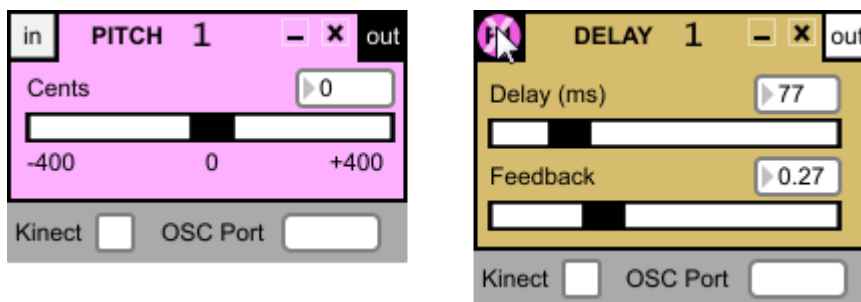 in PITCH 1 out
Cents 0
-400 0 +400
Kinect OSC Port
DELAY 1 out
Delay (ms) 77
Feedback 0.27
Kinect OSC Port